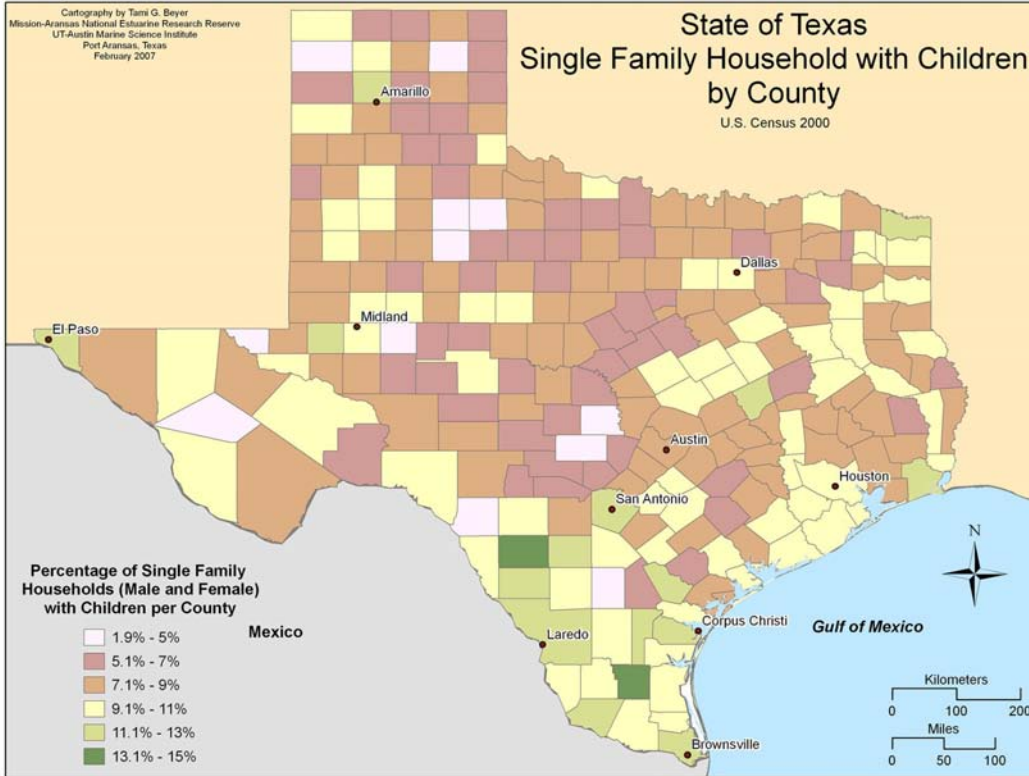 Cartography by Tami G. Beyer
Mission-Aransas National Estuarine Research Reserve
UT-Austin Marine Science Institute
Port Aransas, Texas
February 2007
State of Texas
Single Family Household with Children
by County
U.S. Census 2000
Amarillo
Dallas
Midland
El Paso
Austin
Houston
San Antonio
Corpus Christi
Laredo
Brownsville
Mexico
Gulf of Mexico
N
Percentage of Single Family
Households (Male and Female)
with Children per County
1.9% - 5%
5.1% - 7%
7.1% - 9%
9.1% - 11%
11.1% - 13%
13.1% - 15%
Kilometers
0 100 200
Miles
0 50 100